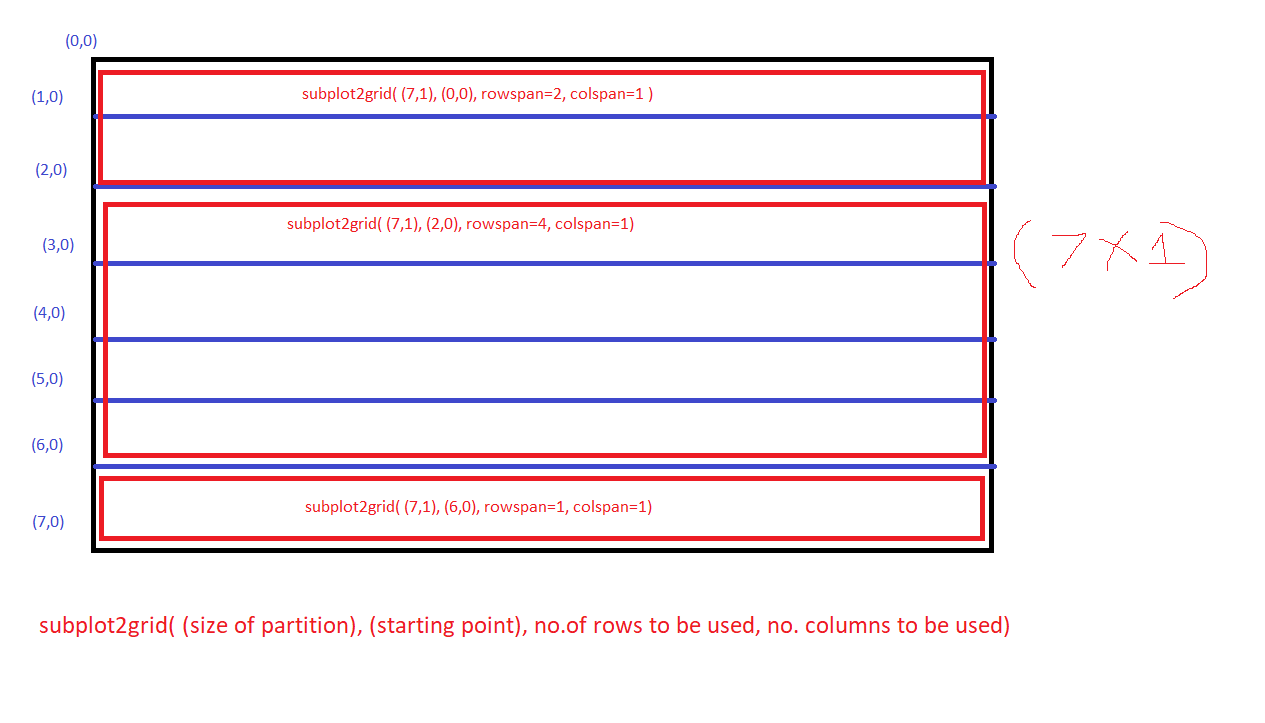 (0,0)
(1,0)
subplot2grid( (7,1), (0,0), rowspan=2, colspan=1 )
(2,0)
subplot2grid( (7,1), (2,0), rowspan=4, colspan=1)
(3,0)
(7×1)
(4,0)
(5,0)
(6,0)
subplot2grid( (7,1), (6,0), rowspan=1, colspan=1)
(7,0)
subplot2grid( (size of partition), (starting point), no.of rows to be used, no. columns to be used)